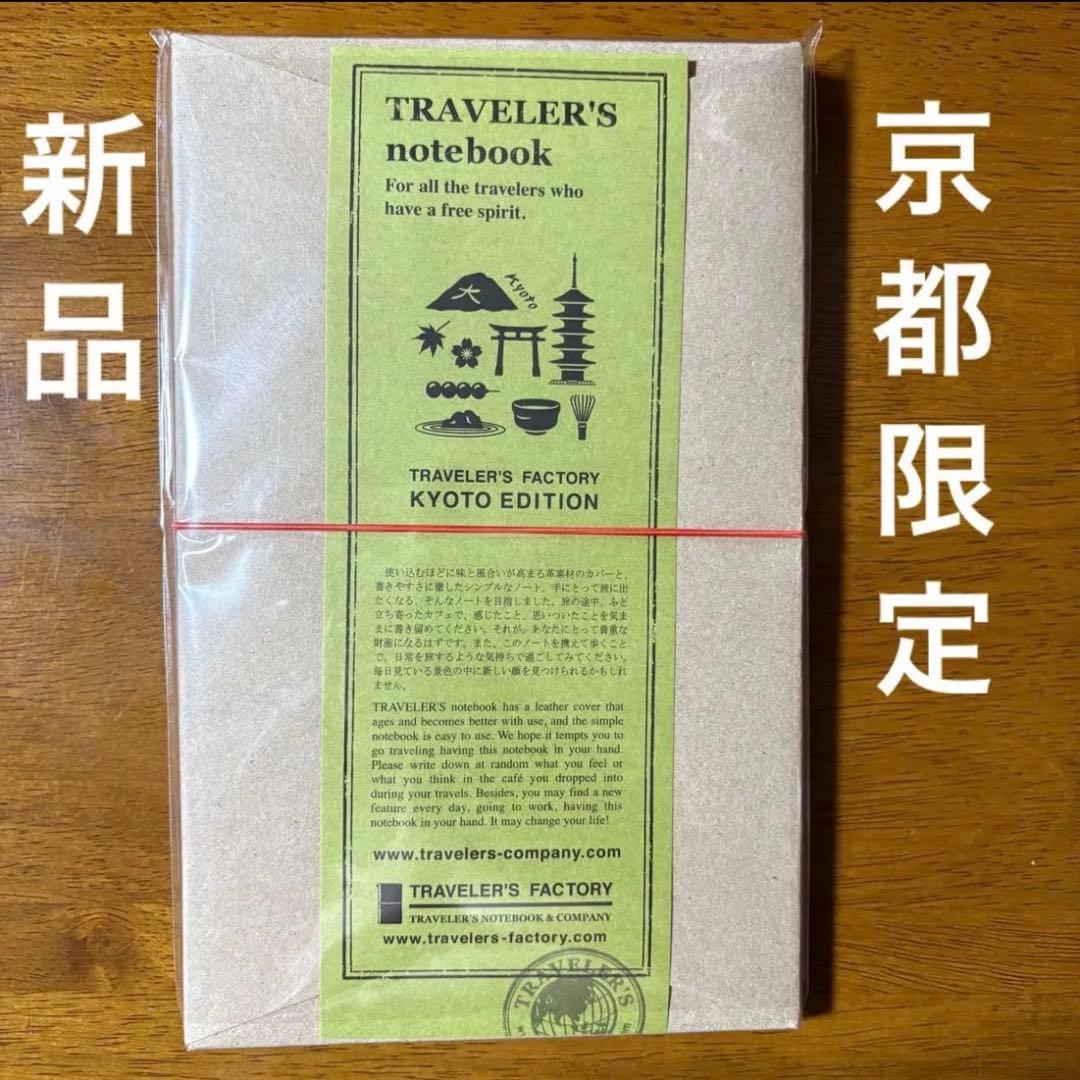 新品
京都限定
TRAVELER'S
notebook
For all the travelers who
have a free spirit.
Kyoto
大
TRAVELER'S FACTORY
KYOTO EDITION
使い込むほどに味と風合いが高まる革素材のカバーと、
書きやすさに徹したシンプルなノート。手にとって旅に出
たくなる、そんなノートを目指しました。旅の途中、ふと
立ち寄ったカフェで、感じたこと、思いついたことを気ま
まに書き留めてください。それが、あなたにとって貴重な
財産になるはずです。また、このノートを携えて歩くこと
で、日常を旅するような気持ちで過ごしてみてください。
毎日見ている景色の中に新しい顔を見つけられるかもしれ
ません。
TRAVELER'S notebook has a leather cover that
ages and becomes better with use, and the simple
notebook is easy to use. We hope it tempts you to
go traveling having this notebook in your hand.
Please write down at random what you feel or
what you think in the café you dropped into
during your travels. Besides, you may find a new
feature every day, going to work, having this
notebook in your hand. It may change your life!
www.travelers-company.com
TRAVELER'S FACTORY
TRAVELER'S NOTEBOOK & COMPANY
www.travelers-factory.com
TRAVELER'S